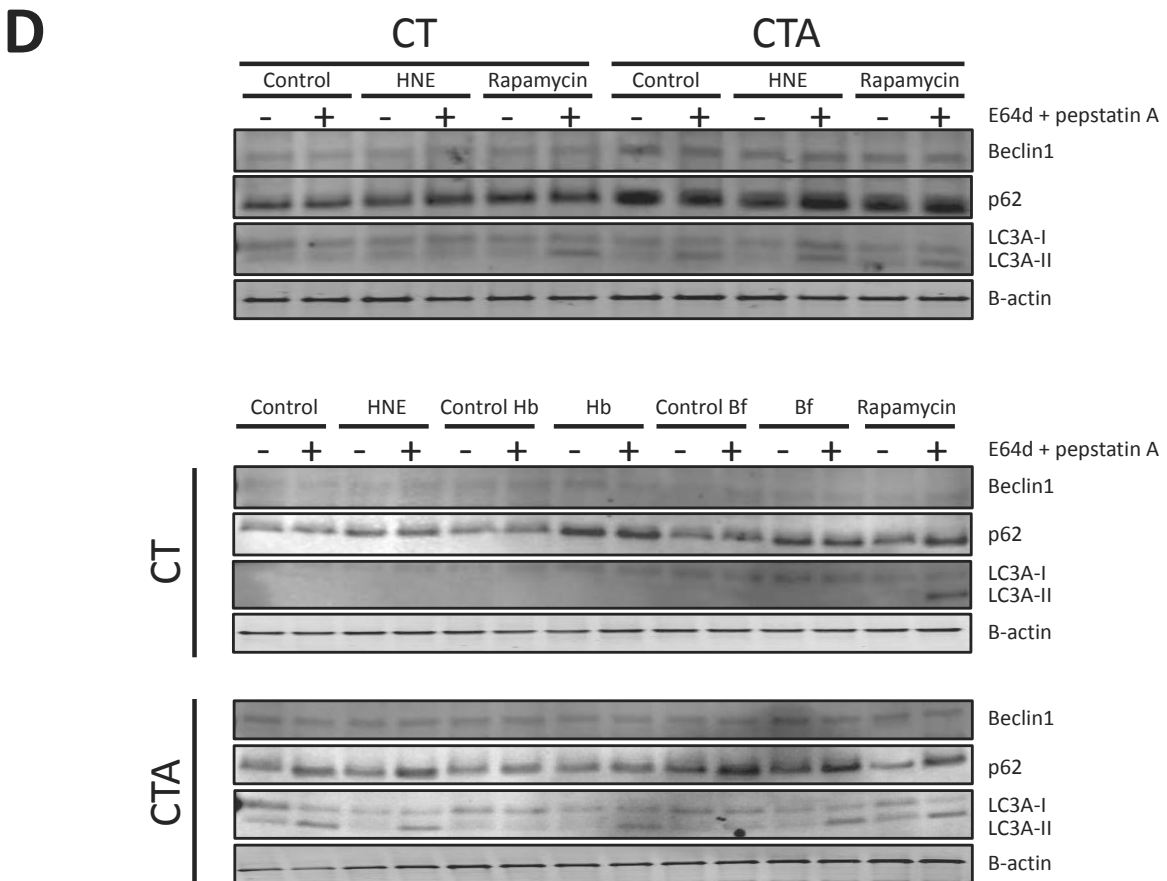 D
CT CTA
Control HNE Rapamycin Control HNE Rapamycin
- + - + - + - + - + - + E64d + pepstatin A
Beclin1
p62
LC3A-I
LC3A-II
B-actin
Control HNE Control Hb Hb Control Bf Bf Rapamycin
- + - + - + - + - + - + - + E64d + pepstatin A
CT
Beclin1
p62
LC3A-I
LC3A-II
B-actin
CTA
Beclin1
p62
LC3A-I
LC3A-II
B-actin